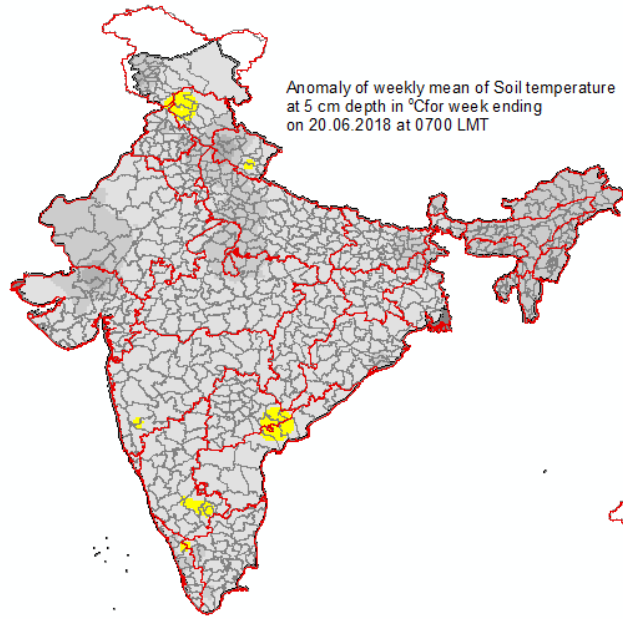 Anomaly of weekly mean of Soil temperature
at 5 cm depth in °Cfor week ending
on 20.06.2018 at 0700 LMT